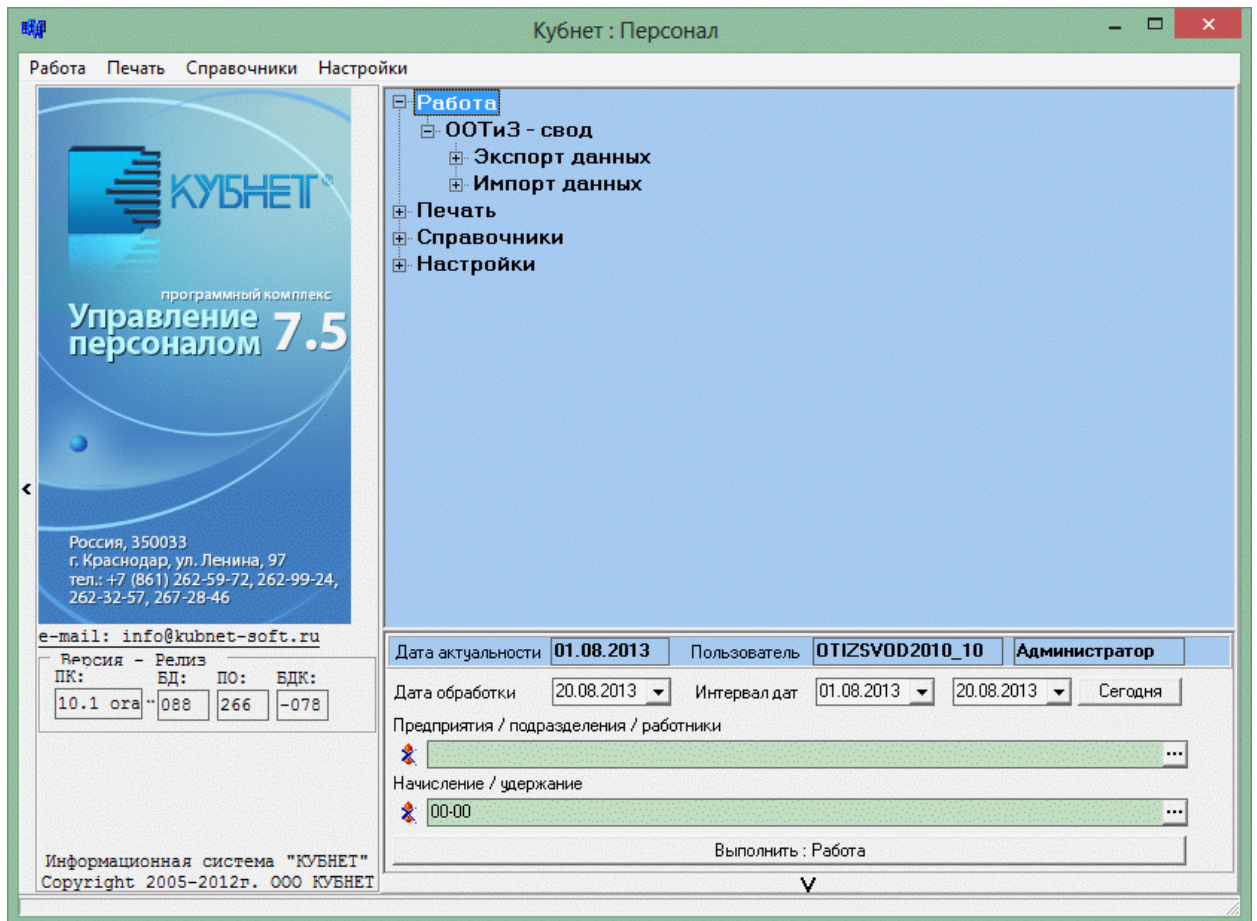 Кубнет : Персонал
Работа Печать Справочники Настройки
КУБНЕТ®
программный комплекс
Управление
персоналом 7.5
Россия, 350033
г. Краснодар, ул. Ленина, 97
тел.: +7 (861) 262-59-72, 262-99-24,
262-32-57, 267-28-46
e-mail: info@kubnet-soft.ru
Версия - Релиз
ПК: БД: ПО: БДК:
10.1 ora 088 266 -078
Информационная система "КУБНЕТ"
Copyright 2005-2012г. ООО КУБНЕТ
Работа
ООТиЗ - свод
Экспорт данных
Импорт данных
Печать
Справочники
Настройки
Дата актуальности 01.08.2013 Пользователь OTIZSVOD2010_10 Администратор
Дата обработки 20.08.2013 Интервал дат 01.08.2013 20.08.2013 Сегодня
Предприятия / подразделения / работники
...
Начисление / удержание
00-00 ...
Выполнить : Работа